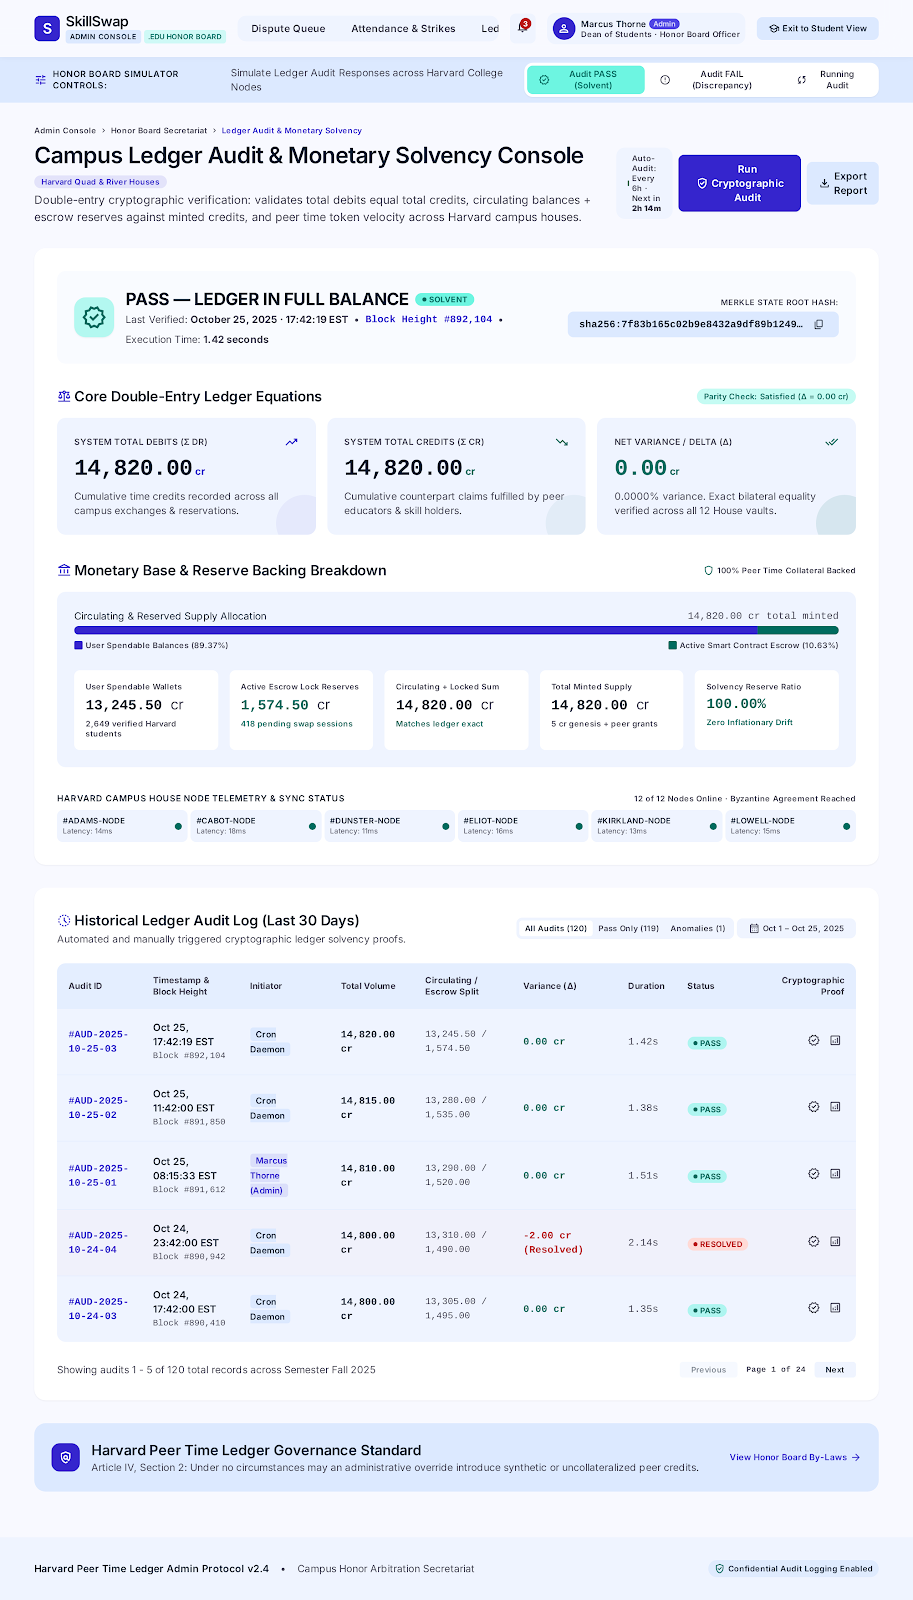 S
SkillSwap
ADMIN CONSOLE
.EDU HONOR BOARD
Dispute Queue
Attendance & Strikes
Led
3
Marcus Thorne Admin
Dean of Students · Honor Board Officer
Exit to Student View
HONOR BOARD SIMULATOR
CONTROLS:
Simulate Ledger Audit Responses across Harvard College
Nodes
Audit PASS
(Solvent)
Audit FAIL
(Discrepancy)
Running
Audit
Admin Console › Honor Board Secretariat › Ledger Audit & Monetary Solvency
Campus Ledger Audit & Monetary Solvency Console
Harvard Quad & River Houses
Double-entry cryptographic verification: validates total debits equal total credits, circulating balances +
escrow reserves against minted credits, and peer time token velocity across Harvard campus houses.
Auto-
Audit:
Every
6h ·
Next in
2h 14m
Run
Cryptographic
Audit
Export
Report
PASS — LEDGER IN FULL BALANCE
SOLVENT
Last Verified: October 25, 2025 · 17:42:19 EST • Block Height #892,104 •
Execution Time: 1.42 seconds
MERKLE STATE ROOT HASH:
sha256:7f83b165c02b9e8432a9df89b1249…
Core Double-Entry Ledger Equations
Parity Check: Satisfied (Δ = 0.00 cr)
SYSTEM TOTAL DEBITS (Σ DR)
14,820.00 cr
Cumulative time credits recorded across all
campus exchanges & reservations.
SYSTEM TOTAL CREDITS (Σ CR)
14,820.00 cr
Cumulative counterpart claims fulfilled by peer
educators & skill holders.
NET VARIANCE / DELTA (Δ)
0.00 cr
0.0000% variance. Exact bilateral equality
verified across all 12 House vaults.
Monetary Base & Reserve Backing Breakdown
100% Peer Time Collateral Backed
Circulating & Reserved Supply Allocation
14,820.00 cr total minted
User Spendable Balances (89.37%)
Active Smart Contract Escrow (10.63%)
User Spendable Wallets
13,245.50 cr
2,649 verified Harvard
students
Active Escrow Lock Reserves
1,574.50 cr
418 pending swap sessions
Circulating + Locked Sum
14,820.00 cr
Matches ledger exact
Total Minted Supply
14,820.00 cr
5 cr genesis + peer grants
Solvency Reserve Ratio
100.00%
Zero Inflationary Drift
HARVARD CAMPUS HOUSE NODE TELEMETRY & SYNC STATUS
12 of 12 Nodes Online · Byzantine Agreement Reached
#ADAMS-NODE
Latency: 14ms
#CABOT-NODE
Latency: 18ms
#DUNSTER-NODE
Latency: 11ms
#ELIOT-NODE
Latency: 16ms
#KIRKLAND-NODE
Latency: 13ms
#LOWELL-NODE
Latency: 15ms
Historical Ledger Audit Log (Last 30 Days)
Automated and manually triggered cryptographic ledger solvency proofs.
All Audits (120)
Pass Only (119)
Anomalies (1)
Oct 1 – Oct 25, 2025
Audit ID
Timestamp &
Block Height
Initiator
Total Volume
Circulating /
Escrow Split
Variance (Δ)
Duration
Status
Cryptographic
Proof
#AUD-2025-
10-25-03
Oct 25,
17:42:19 EST
Block #892,104
Cron
Daemon
14,820.00
cr
13,245.50 /
1,574.50
0.00 cr
1.42s
PASS
#AUD-2025-
10-25-02
Oct 25,
11:42:00 EST
Block #891,850
Cron
Daemon
14,815.00
cr
13,280.00 /
1,535.00
0.00 cr
1.38s
PASS
#AUD-2025-
10-25-01
Oct 25,
08:15:33 EST
Block #891,612
Marcus
Thorne
(Admin)
14,810.00
cr
13,290.00 /
1,520.00
0.00 cr
1.51s
PASS
#AUD-2025-
10-24-04
Oct 24,
23:42:00 EST
Block #890,942
Cron
Daemon
14,800.00
cr
13,310.00 /
1,490.00
-2.00 cr
(Resolved)
2.14s
RESOLVED
#AUD-2025-
10-24-03
Oct 24,
17:42:00 EST
Block #890,410
Cron
Daemon
14,800.00
cr
13,305.00 /
1,495.00
0.00 cr
1.35s
PASS
Showing audits 1 - 5 of 120 total records across Semester Fall 2025
Previous
Page 1 of 24
Next
Harvard Peer Time Ledger Governance Standard
Article IV, Section 2: Under no circumstances may an administrative override introduce synthetic or uncollateralized peer credits.
View Honor Board By-Laws →
Harvard Peer Time Ledger Admin Protocol v2.4 • Campus Honor Arbitration Secretariat
Confidential Audit Logging Enabled